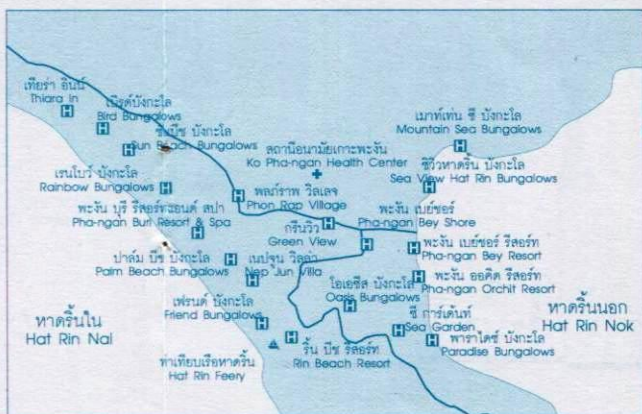 เทียร่า อินน์
Thiara In
เบิร์ดบังกะโล
Bird Bungalows
ซันบีช บังกะโล
Sun Beach Bungalows
เรนโบว์ บังกะโล
Rainbow Bungalows
พะงัน บุรี รีสอร์ทแอนด์ สปา
Pha-ngan Buri Resort & Spa
ปาล์ม บีช บังกะโล
Palm Beach Bungalows
เนปจูน วิลล่า
Nep Jun Villa
เฟรนด์ บังกะโล
Friend Bungalows
หาดริ้นใน
Hat Rin Nai
ท่าเทียบเรือหาดริ้น
Hat Rin Feery
ริ้น บีช รีสอร์ท
Rin Beach Resort
สถานีอนามัยเกาะพะงัน
Ko Pha-ngan Health Center
พลภ์ราพ วิลเลจ
Phon Rap Village
กรีนวิว
Green View
โอเอซีส บังกะโล
Oasis Bungalows
เมาท์เท่น ซี บังกะโล
Mountain Sea Bungalows
ซีวิวหาดริ้น บังกะโล
Sea View Hat Rin Bungalows
พะงัน เบย์ชอร์
Pha-ngan Bey Shore
พะงัน เบย์ชอร์ รีสอร์ท
Pha-ngan Bey Resort
พะงัน ออคิด รีสอร์ท
Pha-ngan Orchit Resort
ซี การ์เด้นท์
Sea Garden
พาราไดซ์ บังกะโล
Paradise Bungalows
หาดริ้นนอก
Hat Rin Nok